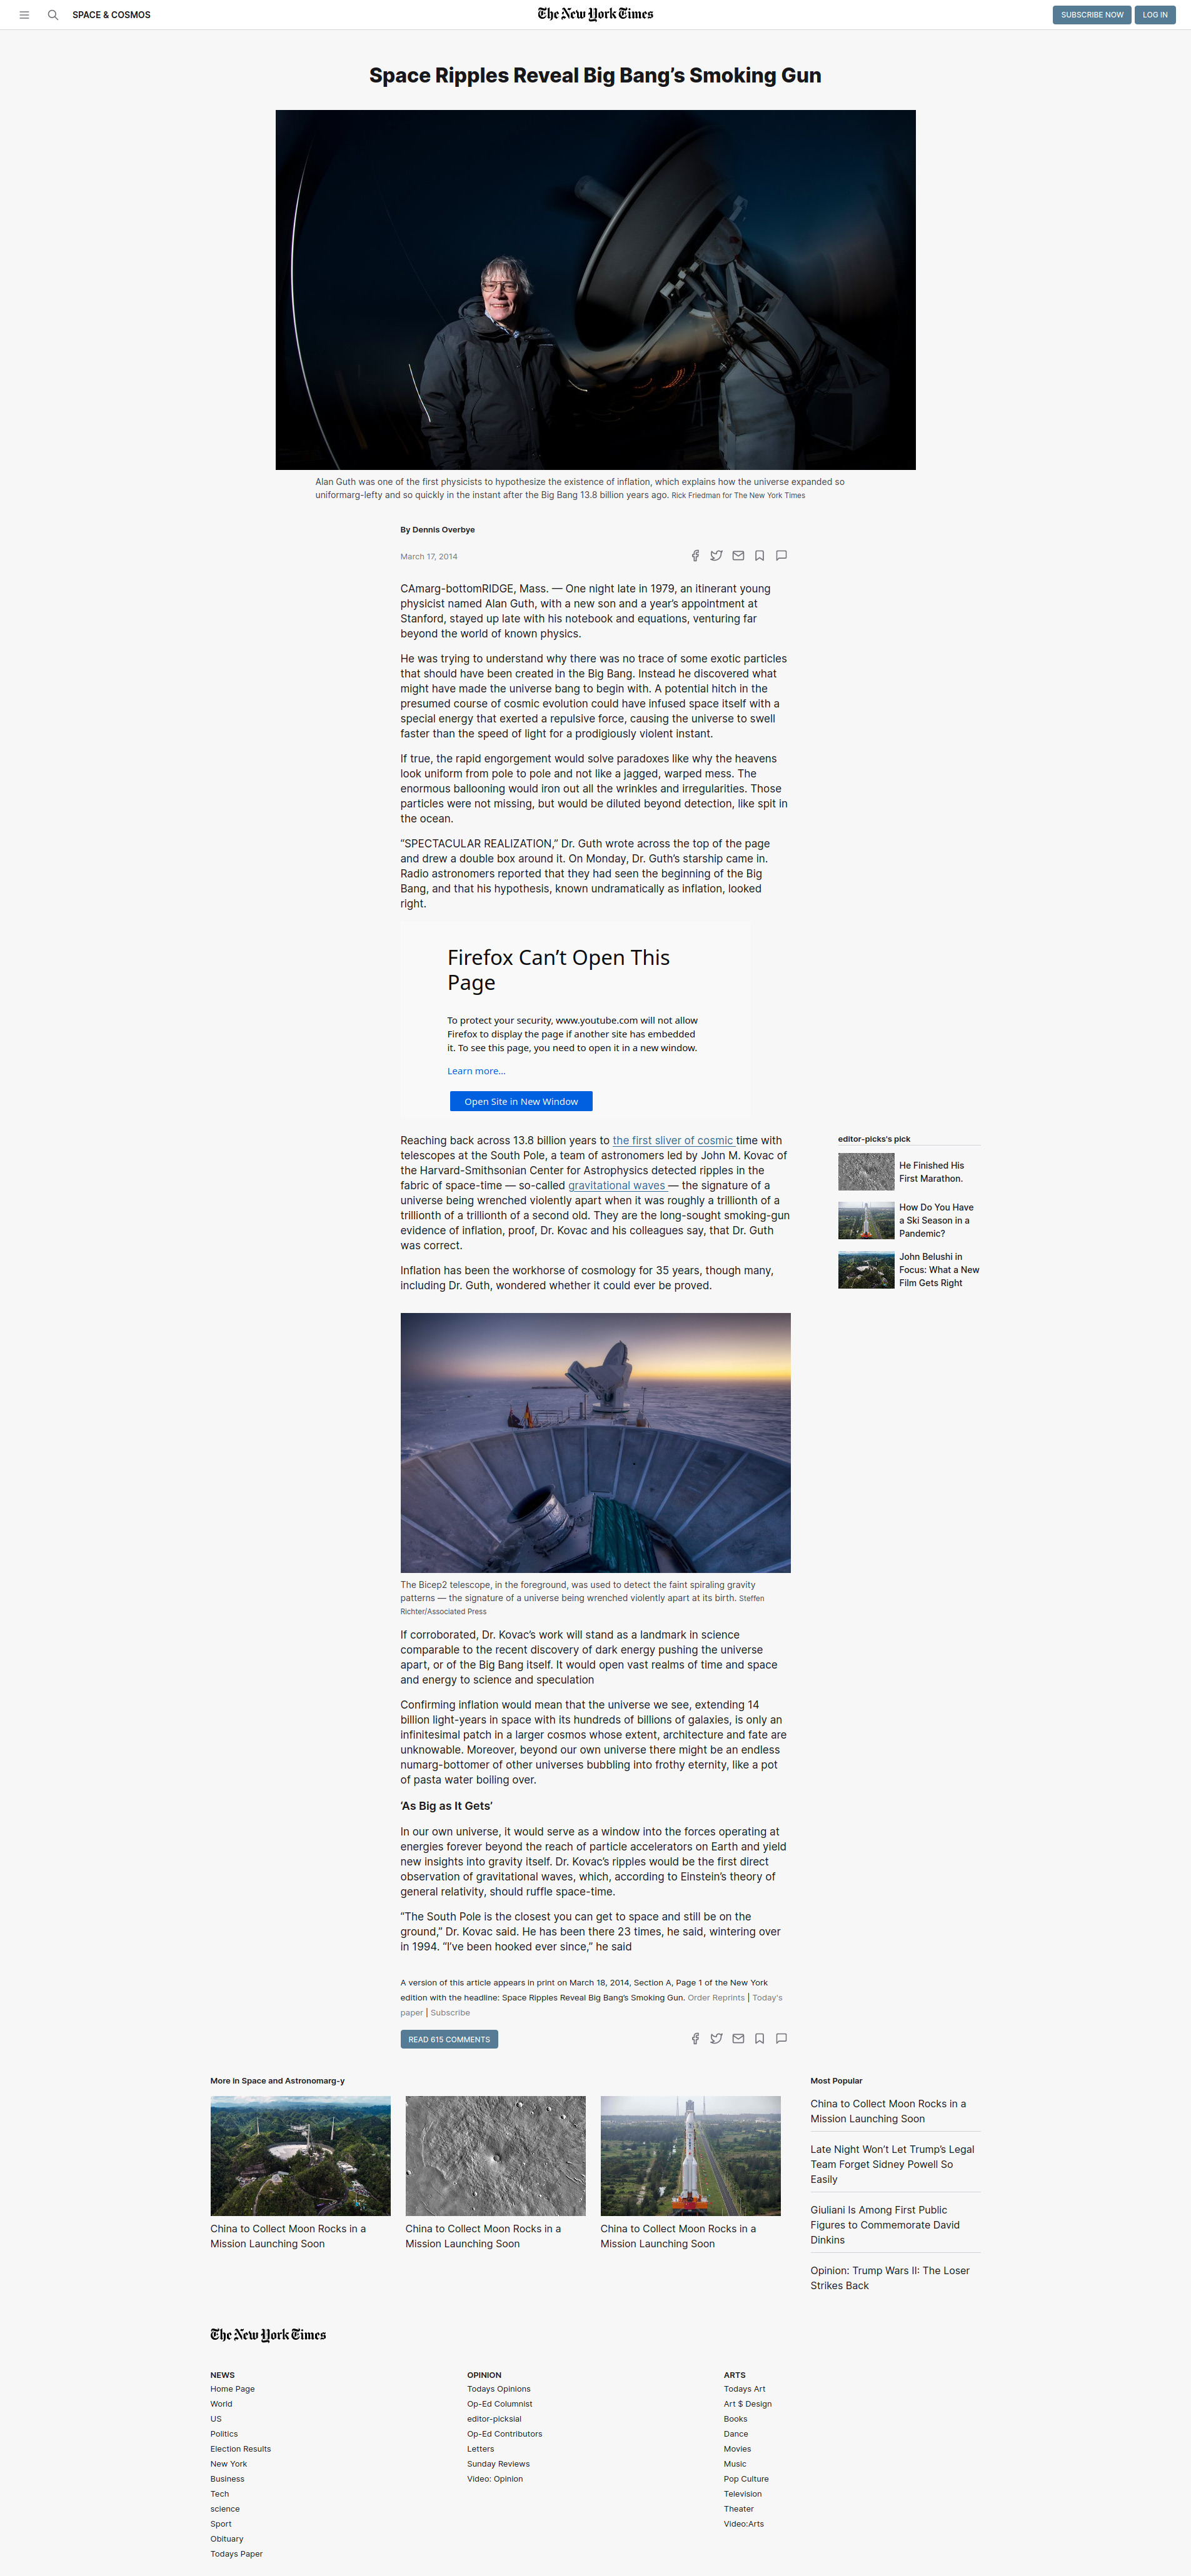 SPACE & COSMOS
The New York Times
SUBSCRIBE NOW
LOG IN
Space Ripples Reveal Big Bang’s Smoking Gun
Alan Guth was one of the first physicists to hypothesize the existence of inflation, which explains how the universe expanded so
uniformarg-lefty and so quickly in the instant after the Big Bang 13.8 billion years ago. Rick Friedman for The New York Times
By Dennis Overbye
March 17, 2014
CAmarg-bottomRIDGE, Mass. — One night late in 1979, an itinerant young
physicist named Alan Guth, with a new son and a year’s appointment at
Stanford, stayed up late with his notebook and equations, venturing far
beyond the world of known physics.
He was trying to understand why there was no trace of some exotic particles
that should have been created in the Big Bang. Instead he discovered what
might have made the universe bang to begin with. A potential hitch in the
presumed course of cosmic evolution could have infused space itself with a
special energy that exerted a repulsive force, causing the universe to swell
faster than the speed of light for a prodigiously violent instant.
If true, the rapid engorgement would solve paradoxes like why the heavens
look uniform from pole to pole and not like a jagged, warped mess. The
enormous ballooning would iron out all the wrinkles and irregularities. Those
particles were not missing, but would be diluted beyond detection, like spit in
the ocean.
“SPECTACULAR REALIZATION,” Dr. Guth wrote across the top of the page
and drew a double box around it. On Monday, Dr. Guth’s starship came in.
Radio astronomers reported that they had seen the beginning of the Big
Bang, and that his hypothesis, known undramatically as inflation, looked
right.
Firefox Can’t Open This
Page
To protect your security, www.youtube.com will not allow
Firefox to display the page if another site has embedded
it. To see this page, you need to open it in a new window.
Learn more...
Open Site in New Window
Reaching back across 13.8 billion years to the first sliver of cosmic time with
telescopes at the South Pole, a team of astronomers led by John M. Kovac of
the Harvard-Smithsonian Center for Astrophysics detected ripples in the
fabric of space-time — so-called gravitational waves — the signature of a
universe being wrenched violently apart when it was roughly a trillionth of a
trillionth of a trillionth of a second old. They are the long-sought smoking-gun
evidence of inflation, proof, Dr. Kovac and his colleagues say, that Dr. Guth
was correct.
Inflation has been the workhorse of cosmology for 35 years, though many,
including Dr. Guth, wondered whether it could ever be proved.
editor-picks's pick
He Finished His
First Marathon.
How Do You Have
a Ski Season in a
Pandemic?
John Belushi in
Focus: What a New
Film Gets Right
The Bicep2 telescope, in the foreground, was used to detect the faint spiraling gravity
patterns — the signature of a universe being wrenched violently apart at its birth. Steffen
Richter/Associated Press
If corroborated, Dr. Kovac’s work will stand as a landmark in science
comparable to the recent discovery of dark energy pushing the universe
apart, or of the Big Bang itself. It would open vast realms of time and space
and energy to science and speculation
Confirming inflation would mean that the universe we see, extending 14
billion light-years in space with its hundreds of billions of galaxies, is only an
infinitesimal patch in a larger cosmos whose extent, architecture and fate are
unknowable. Moreover, beyond our own universe there might be an endless
numarg-bottomer of other universes bubbling into frothy eternity, like a pot
of pasta water boiling over.
‘As Big as It Gets’
In our own universe, it would serve as a window into the forces operating at
energies forever beyond the reach of particle accelerators on Earth and yield
new insights into gravity itself. Dr. Kovac’s ripples would be the first direct
observation of gravitational waves, which, according to Einstein’s theory of
general relativity, should ruffle space-time.
“The South Pole is the closest you can get to space and still be on the
ground,” Dr. Kovac said. He has been there 23 times, he said, wintering over
in 1994. “I’ve been hooked ever since,” he said
A version of this article appears in print on March 18, 2014, Section A, Page 1 of the New York
edition with the headline: Space Ripples Reveal Big Bang’s Smoking Gun. Order Reprints | Today's
paper | Subscribe
READ 615 COMMENTS
More in Space and Astronomarg-y
China to Collect Moon Rocks in a
Mission Launching Soon
China to Collect Moon Rocks in a
Mission Launching Soon
China to Collect Moon Rocks in a
Mission Launching Soon
Most Popular
China to Collect Moon Rocks in a
Mission Launching Soon
Late Night Won’t Let Trump’s Legal
Team Forget Sidney Powell So
Easily
Giuliani Is Among First Public
Figures to Commemorate David
Dinkins
Opinion: Trump Wars II: The Loser
Strikes Back
The New York Times
NEWS
Home Page
World
US
Politics
Election Results
New York
Business
Tech
science
Sport
Obituary
Todays Paper
OPINION
Todays Opinions
Op-Ed Columnist
editor-picksial
Op-Ed Contributors
Letters
Sunday Reviews
Video: Opinion
ARTS
Todays Art
Art $ Design
Books
Dance
Movies
Music
Pop Culture
Television
Theater
Video:Arts